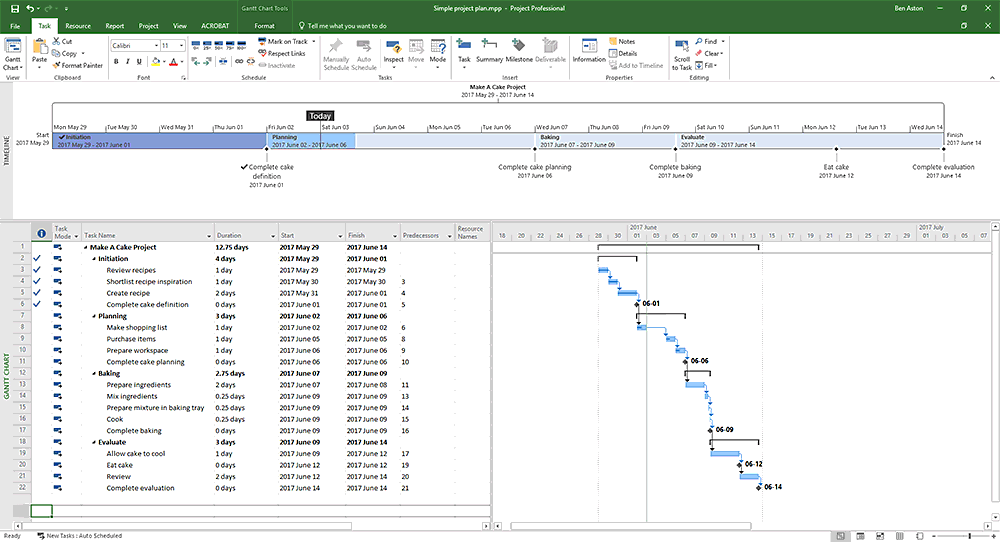 Gantt Chart Tools
Simple project plan.mpp - Project Professional
Ben Aston
File Task Resource Report Project View ACROBAT Format Tell me what you want to do
Gantt Chart
Paste
Cut
Copy
Format Painter
Calibri 11
B I U
Mark on Track
Respect Links
Inactivate
Manually Schedule
Auto Schedule
Inspect
Move
Mode
Task
Summary
Milestone
Deliverable
Information
Notes
Details
Add to Timeline
Scroll to Task
Find
Clear
Fill
View Clipboard Font Schedule Tasks Insert Properties Editing
TIMELINE
Make A Cake Project
2017 May 29 - 2017 June 14
Today
Mon May 29 Tue May 30 Wed May 31 Thu Jun 01 Fri Jun 02 Sat Jun 03 Sun Jun 04 Mon Jun 05 Tue Jun 06 Wed Jun 07 Thu Jun 08 Fri Jun 09 Sat Jun 10 Sun Jun 11 Mon Jun 12 Tue Jun 13 Wed Jun 14
Start
2017 May 29
Initiation
2017 May 29 - 2017 June 01
Planning
2017 June 02 - 2017 June 06
Baking
2017 June 07 - 2017 June 09
Evaluate
2017 June 09 - 2017 June 14
Finish
2017 June 14
Complete cake definition
2017 June 01
Complete cake planning
2017 June 06
Complete baking
2017 June 09
Eat cake
2017 June 12
Complete evaluation
2017 June 14
GANTT CHART
Task Mode Task Name Duration Start Finish Predecessors Resource Names
2017 June 2017 July
18 20 22 24 26 28 30 01 03 05 07 09 11 13 15 17 19 21 23 25 27 29 01 03 05 07
1 Make A Cake Project 12.75 days 2017 May 29 2017 June 14
2 Initiation 4 days 2017 May 29 2017 June 01
3 Review recipes 1 day 2017 May 29 2017 May 29
4 Shortlist recipe inspiration 1 day 2017 May 30 2017 May 30 3
5 Create recipe 2 days 2017 May 31 2017 June 01 4
6 Complete cake definition 0 days 2017 June 01 2017 June 01 5 06-01
7 Planning 3 days 2017 June 02 2017 June 06
8 Make shopping list 1 day 2017 June 02 2017 June 02 6
9 Purchase items 1 day 2017 June 05 2017 June 05 8
10 Prepare workspace 1 day 2017 June 06 2017 June 06 9
11 Complete cake planning 0 days 2017 June 06 2017 June 06 10 06-06
12 Baking 2.75 days 2017 June 07 2017 June 09
13 Prepare ingredients 2 days 2017 June 07 2017 June 08 11
14 Mix ingredients 0.25 days 2017 June 09 2017 June 09 13
15 Prepare mixture in baking tray 0.25 days 2017 June 09 2017 June 09 14
16 Cook 0.25 days 2017 June 09 2017 June 09 15
17 Complete baking 0 days 2017 June 09 2017 June 09 16 06-09
18 Evaluate 3 days 2017 June 09 2017 June 14
19 Allow cake to cool 1 day 2017 June 09 2017 June 12 17
20 Eat cake 0 days 2017 June 12 2017 June 12 19 06-12
21 Review 2 days 2017 June 12 2017 June 14 20
22 Complete evaluation 0 days 2017 June 14 2017 June 14 21 06-14
Ready New Tasks : Auto Scheduled